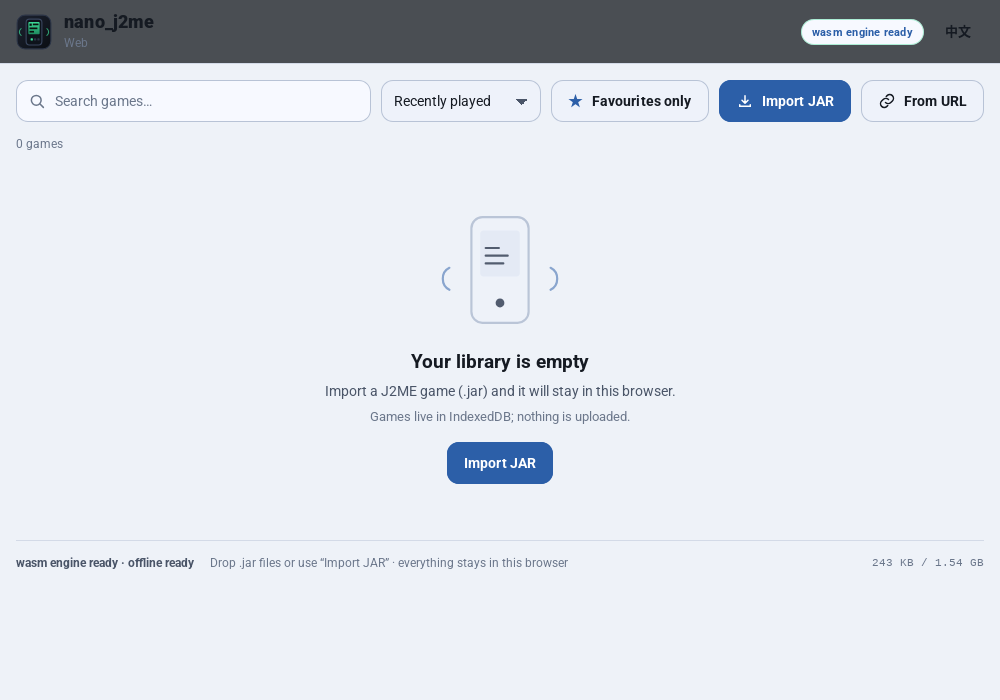 nano_j2me
Web
wasm engine ready
中文
Search games…
Recently played
★ Favourites only
Import JAR
From URL
0 games
Your library is empty
Import a J2ME game (.jar) and it will stay in this browser.
Games live in IndexedDB; nothing is uploaded.
Import JAR
wasm engine ready · offline ready
Drop .jar files or use “Import JAR” · everything stays in this browser
243 KB / 1.54 GB